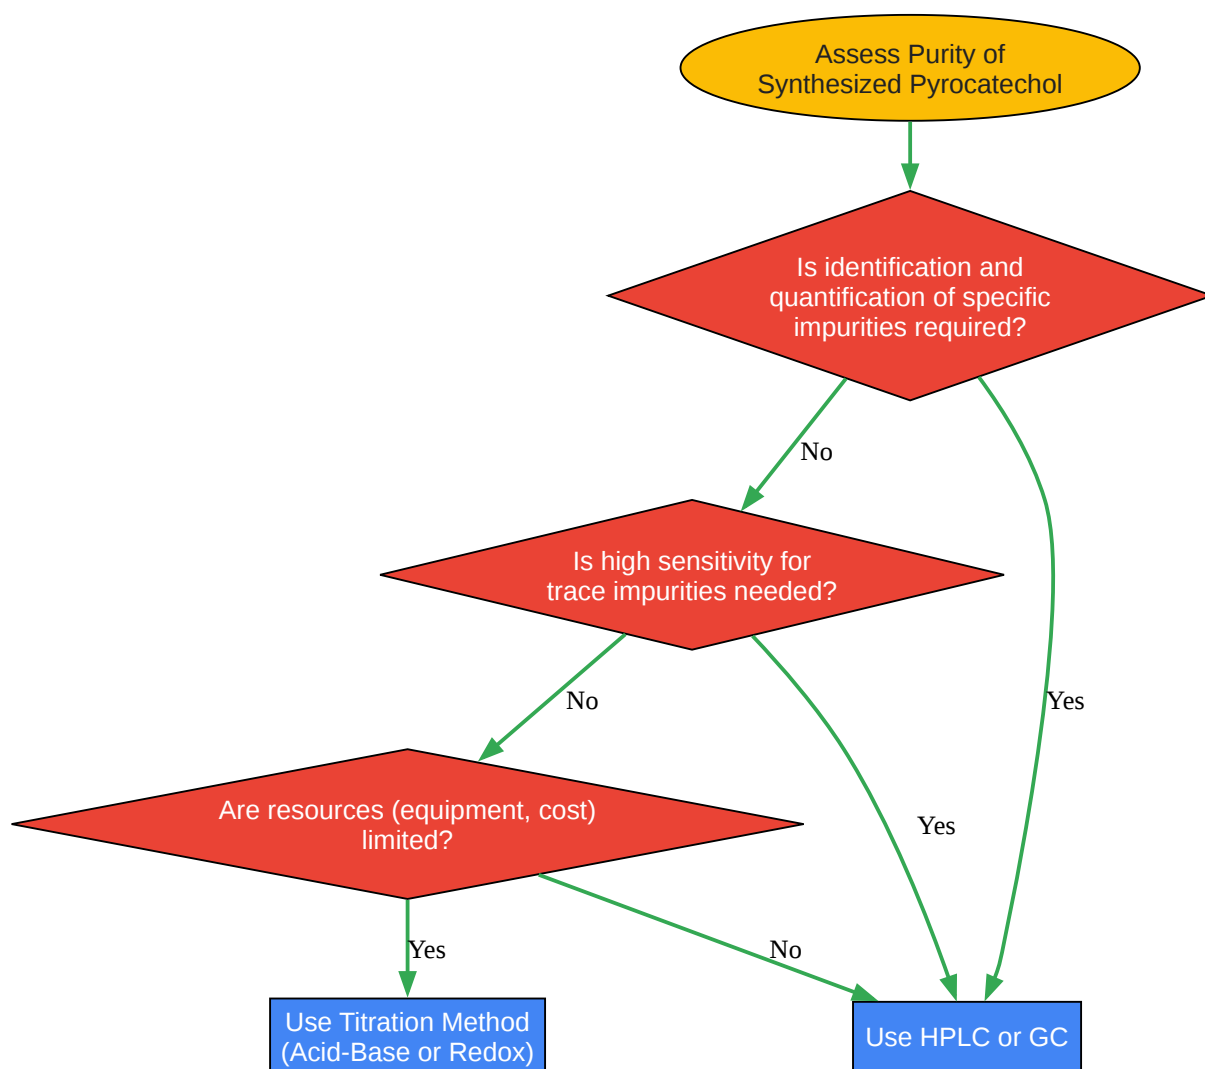 Assess Purity of
Synthesized Pyrocatechol
Is identification and
quantification of specific
impurities required?
No
Is high sensitivity for
trace impurities needed?
No
Yes
Are resources (equipment, cost)
limited?
Yes
Yes
No
Use Titration Method
(Acid-Base or Redox)
Use HPLC or GC